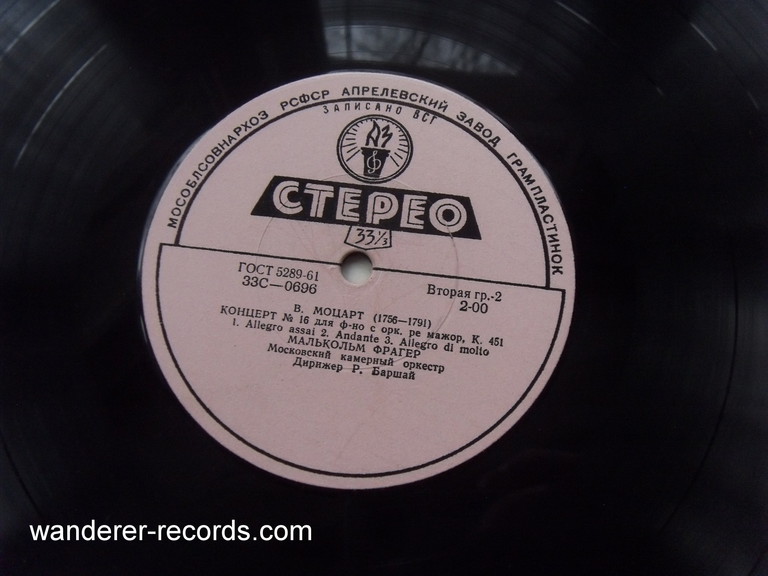 МОСОБЛСОВНАРХОЗ РСФСР АПРЕЛЕВСКИЙ ЗАВОД ГРАМПЛАСТИНОК
ЗАПИСАНО ВСГ
АЗ
СТЕРЕО
33⅓
ГОСТ 5289-61
33С—0696
Вторая гр.-2
2-00
В. МОЦАРТ (1756—1791)
КОНЦЕРТ № 16 для ф-но с орк. ре мажор, К. 451
1. Allegro assai 2. Andante 3. Allegro di molto
МАЛЬКОЛЬМ ФРАГЕР
Московский камерный оркестр
Дирижер Р. Баршай
wanderer-records.com